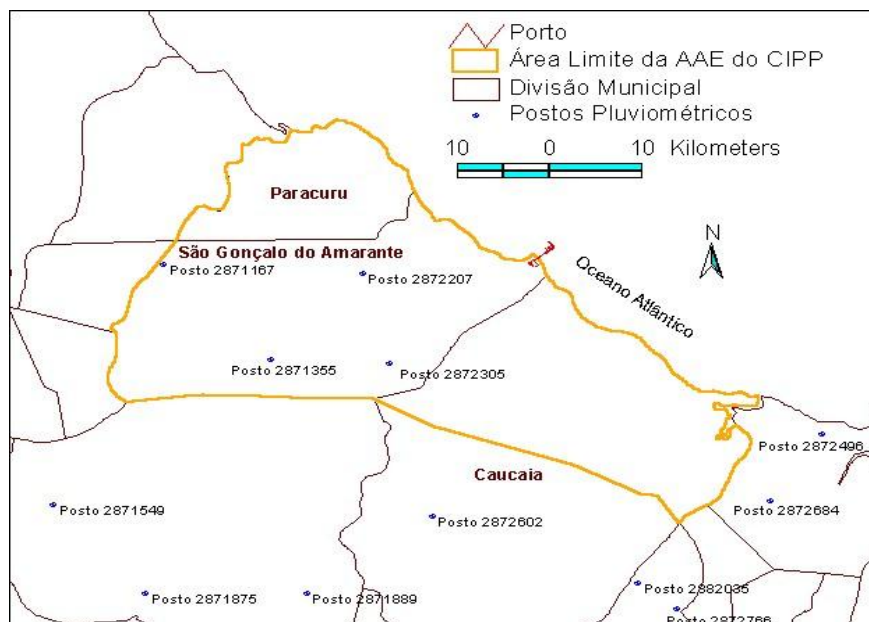 Porto
Área Limite da AAE do CIPP
Divisão Municipal
Postos Pluviométricos
10 0 10 Kilometers
Paracuru
N
São Gonçalo do Amarante
Posto 2871167
Posto 2872207
Oceano Atlântico
Posto 2871355
Posto 2872305
Posto 2872496
Caucaia
Posto 2871549
Posto 2872602
Posto 2872684
Posto 2882035
Posto 2871875
Posto 2871889
Posto 2872766